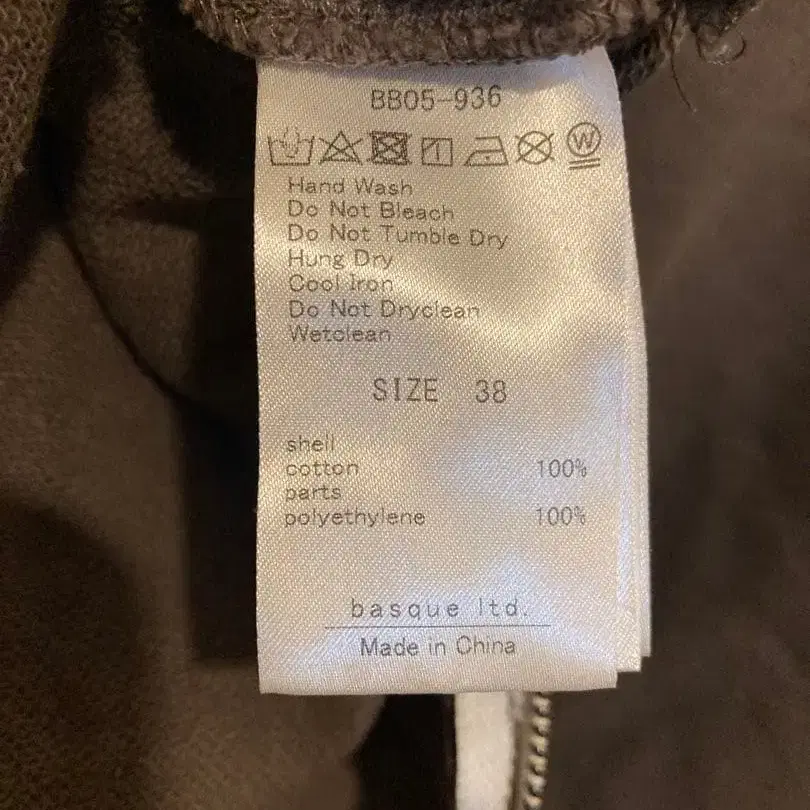 BB05-936
W
Hand Wash
Do Not Bleach
Do Not Tumble Dry
Hung Dry
Cool Iron
Do Not Dryclean
Wetclean
SIZE 38
shell
cotton 100%
parts
polyethylene 100%
basque ltd.
Made in China